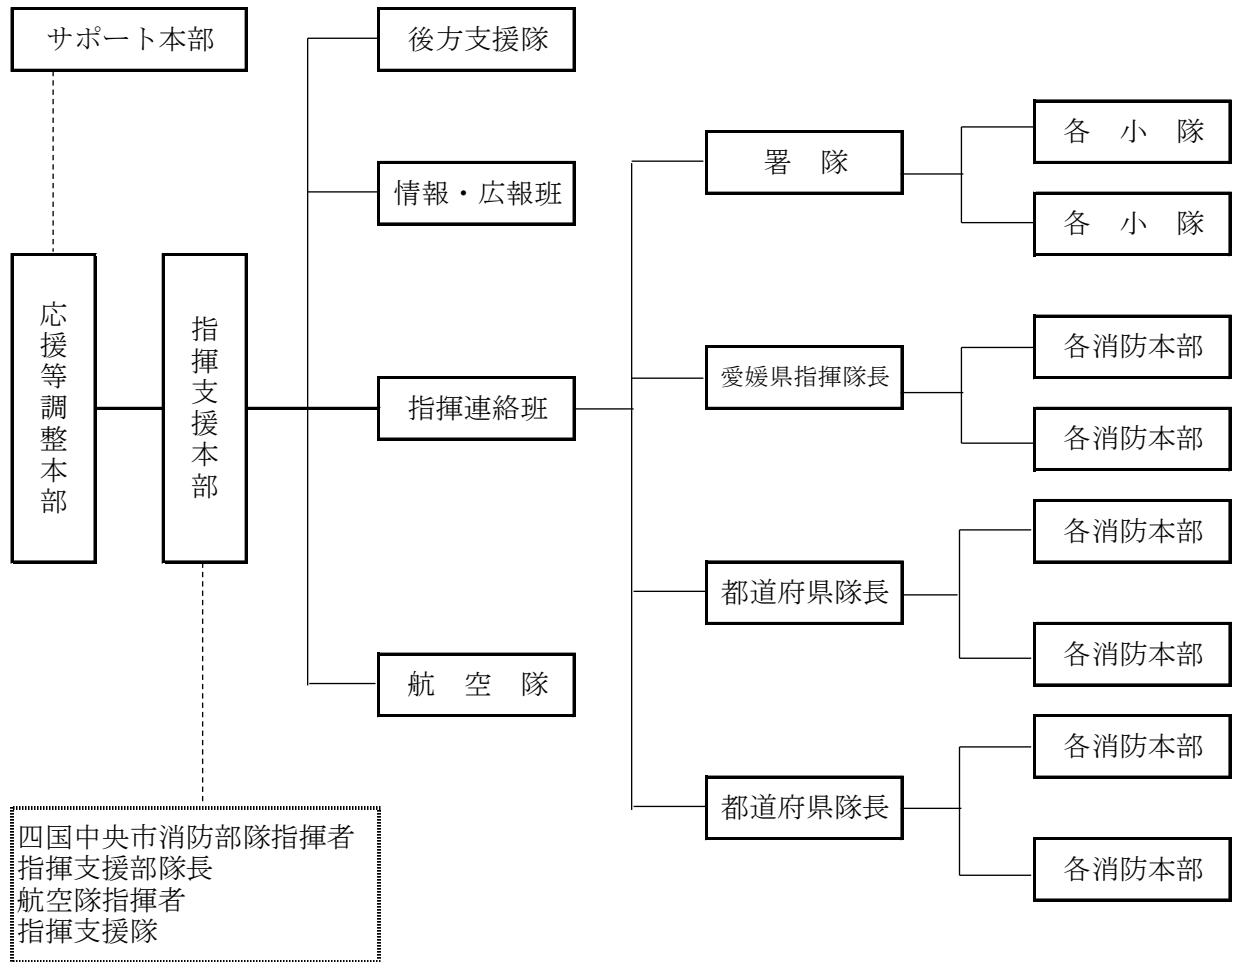 サポート本部
応援等調整本部
指揮支援本部
四国中央市消防部隊指揮者
指揮支援部隊長
航空隊指揮者
指揮支援隊
後方支援隊
情報・広報班
指揮連絡班
航　空　隊
署　隊
各　小　隊
各　小　隊
愛媛県指揮隊長
各消防本部
各消防本部
都道府県隊長
各消防本部
各消防本部
都道府県隊長
各消防本部
各消防本部